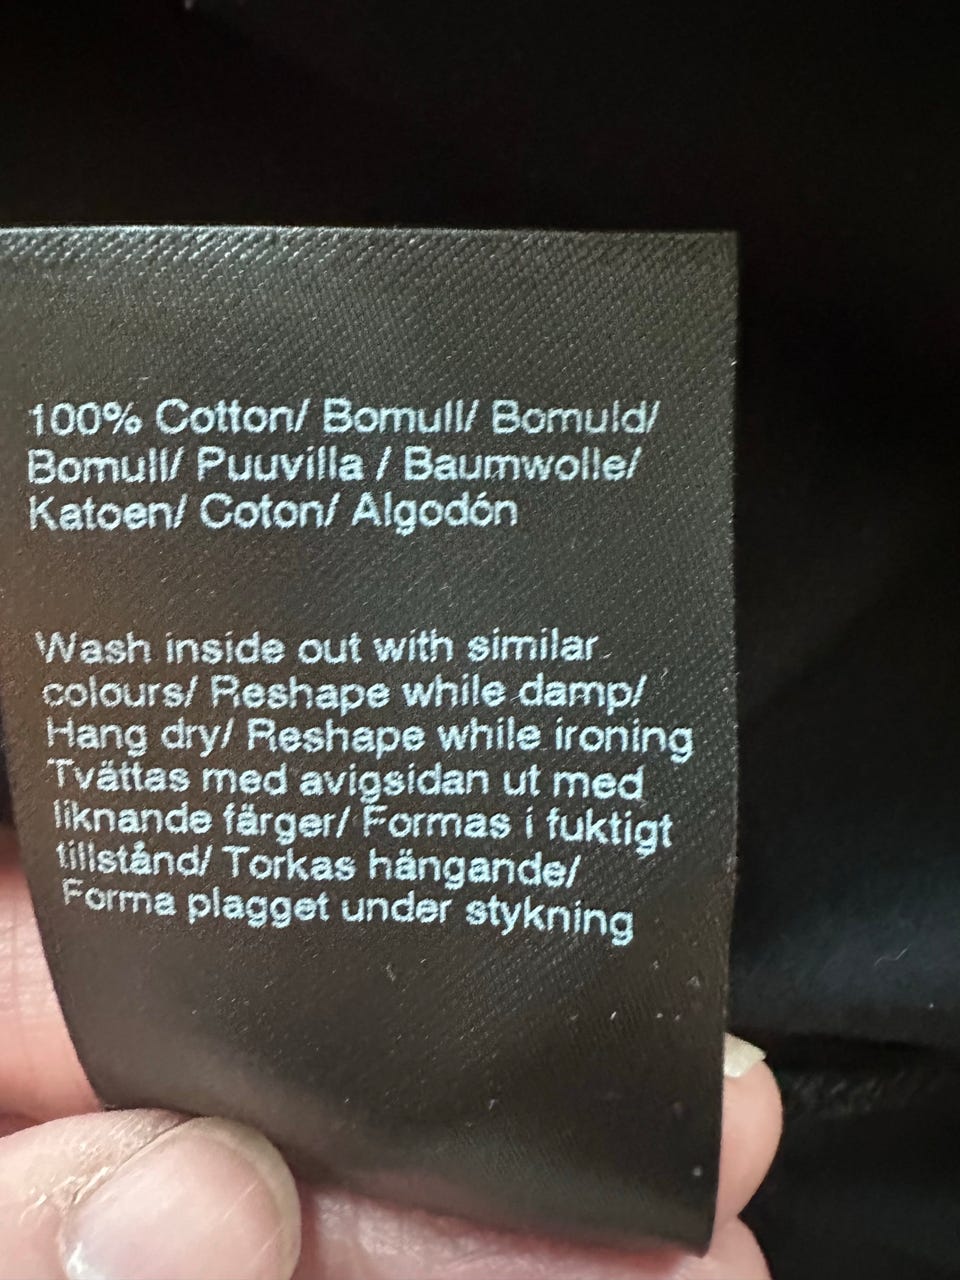 100% Cotton/ Bomull/ Bomuld/
Bomull/ Puuvilla / Baumwolle/
Katoen/ Coton/ Algodón
Wash inside out with similar
colours/ Reshape while damp/
Hang dry/ Reshape while ironing
Tvättas med avigsidan ut med
liknande färger/ Formas i fuktigt
tillstånd/ Torkas hängande/
Forma plagget under stykning